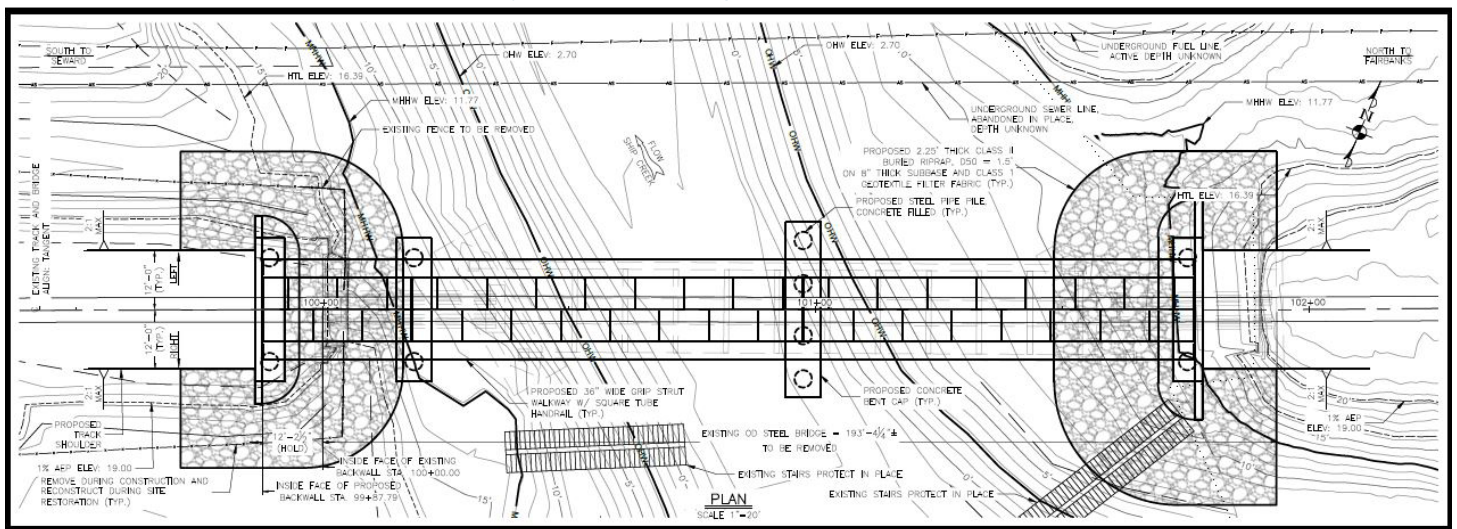 SOUTH TO
SEWARD
HTL ELEV: 16.39
MHHW ELEV: 11.77
EXISTING FENCE TO BE REMOVED
OHW ELEV: 2.70
OHW ELEV: 2.70
UNDERGROUND FUEL LINE,
ACTIVE DEPTH UNKNOWN
NORTH TO
FAIRBANKS
UNDERGROUND SEWER LINE,
ABANDONED IN PLACE,
DEPTH UNKNOWN
MHHW ELEV: 11.77
N
FLOW
SHIP CREEK
PROPOSED 2.25' THICK CLASS II
BURIED RIPRAP, D50 = 1.5'
ON 8" THICK SUBBASE AND CLASS 1
GEOTEXTILE FILTER FABRIC (TYP.)
PROPOSED STEEL PIPE PILE,
CONCRETE FILLED (TYP.)
HTL ELEV: 16.39
EXISTING TRACK AND BRIDGE
ALIGN: TANGENT
2:1
MAX
12'-0"
(TYP.)
LEFT
12'-0"
(TYP.)
RIGHT
2:1
MAX
100+00
101+00
102+00
2:1
MAX
2:1
MAX
MHHW
OHW
PROPOSED
TRACK
SHOULDER
1% AEP ELEV: 19.00
REMOVE DURING CONSTRUCTION AND
RECONSTRUCT DURING SITE
RESTORATION (TYP.)
12'-2½"
(HOLD)
INSIDE FACE OF EXISTING
BACKWALL STA. 100+00.00
INSIDE FACE OF PROPOSED
BACKWALL STA. 99+87.79
PROPOSED 36" WIDE GRIP STRUT
WALKWAY W/ SQUARE TUBE
HANDRAIL (TYP.)
PROPOSED CONCRETE
BENT CAP (TYP.)
EXISTING OD STEEL BRIDGE = 193'-4¼"±
TO BE REMOVED
EXISTING STAIRS PROTECT IN PLACE
EXISTING STAIRS PROTECT IN PLACE
1% AEP
ELEV: 19.00
PLAN
SCALE 1"=20'